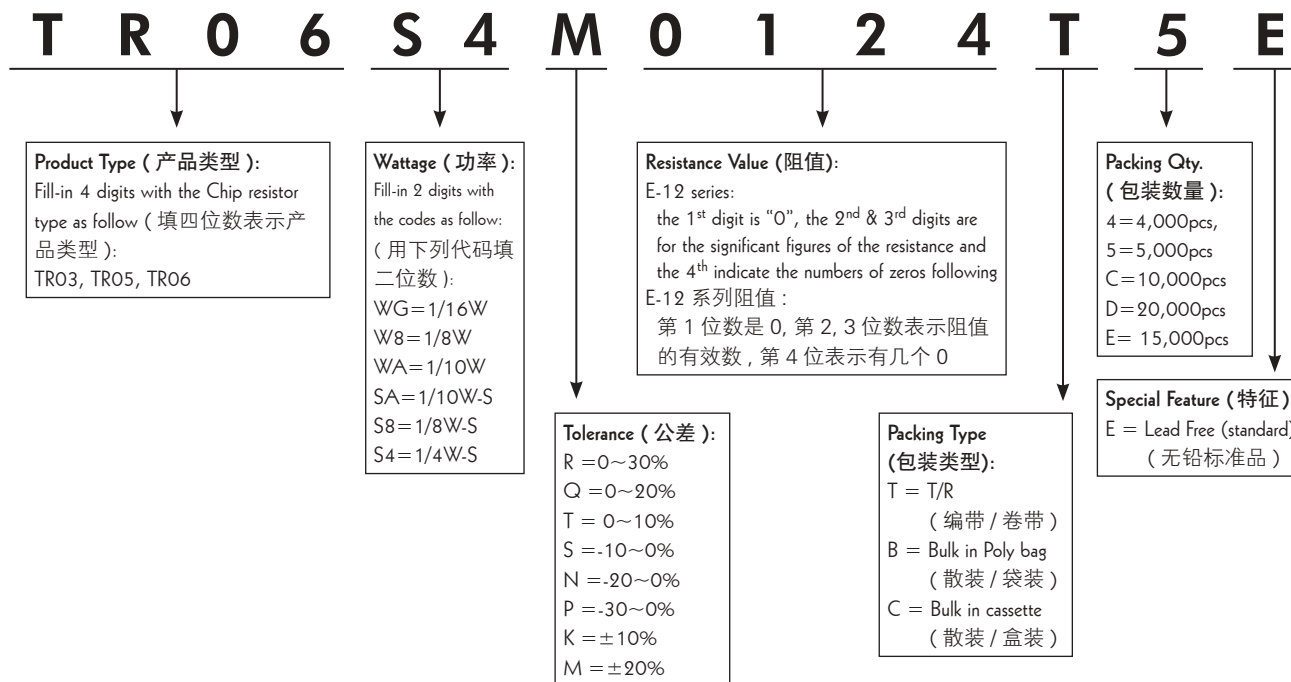 T R 0 6 S 4 M 0 1 2 4 T 5 E
Product Type ( 产品类型 ):
Fill-in 4 digits with the Chip resistor
type as follow ( 填四位数表示产
品类型 ):
TR03, TR05, TR06
Wattage ( 功率 ):
Fill-in 2 digits with
the codes as follow:
( 用下列代码填
二位数 ):
WG=1/16W
W8=1/8W
WA=1/10W
SA=1/10W-S
S8=1/8W-S
S4=1/4W-S
Tolerance ( 公差 ):
R =0~30%
Q =0~20%
T = 0~10%
S =-10~0%
N =-20~0%
P =-30~0%
K =±10%
M =±20%
Resistance Value (阻值):
E-12 series:
the 1st digit is “0”, the 2nd & 3rd digits are
for the significant figures of the resistance and
the 4th indicate the numbers of zeros following
E-12 系列阻值 :
第 1 位数是 0, 第 2, 3 位数表示阻值
的有效数 , 第 4 位表示有几个 0
Packing Type
(包装类型):
T = T/R
( 编带 / 卷带 )
B = Bulk in Poly bag
( 散装 / 袋装 )
C = Bulk in cassette
( 散装 / 盒装 )
Packing Qty.
( 包装数量 ):
4=4,000pcs,
5=5,000pcs
C=10,000pcs
D=20,000pcs
E= 15,000pcs
Special Feature ( 特征 )
E = Lead Free (standard)
( 无铅标准品 )